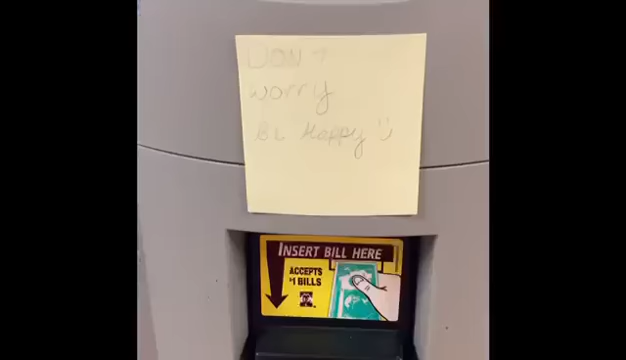 DON't
Worry
Be Happy
INSERT BILL HERE
ACCEPTS
$1 BILLS